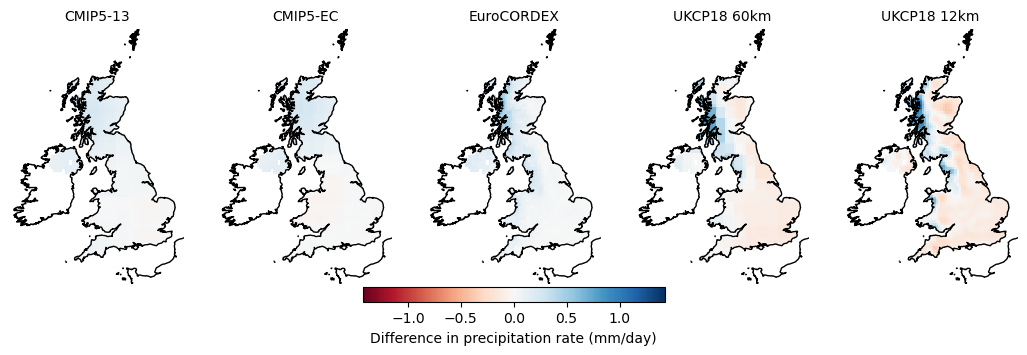 CMIP5-13
CMIP5-EC
EuroCORDEX
UKCP18 60km
UKCP18 12km
−1.0
−0.5
0.0
0.5
1.0
Difference in precipitation rate (mm/day)